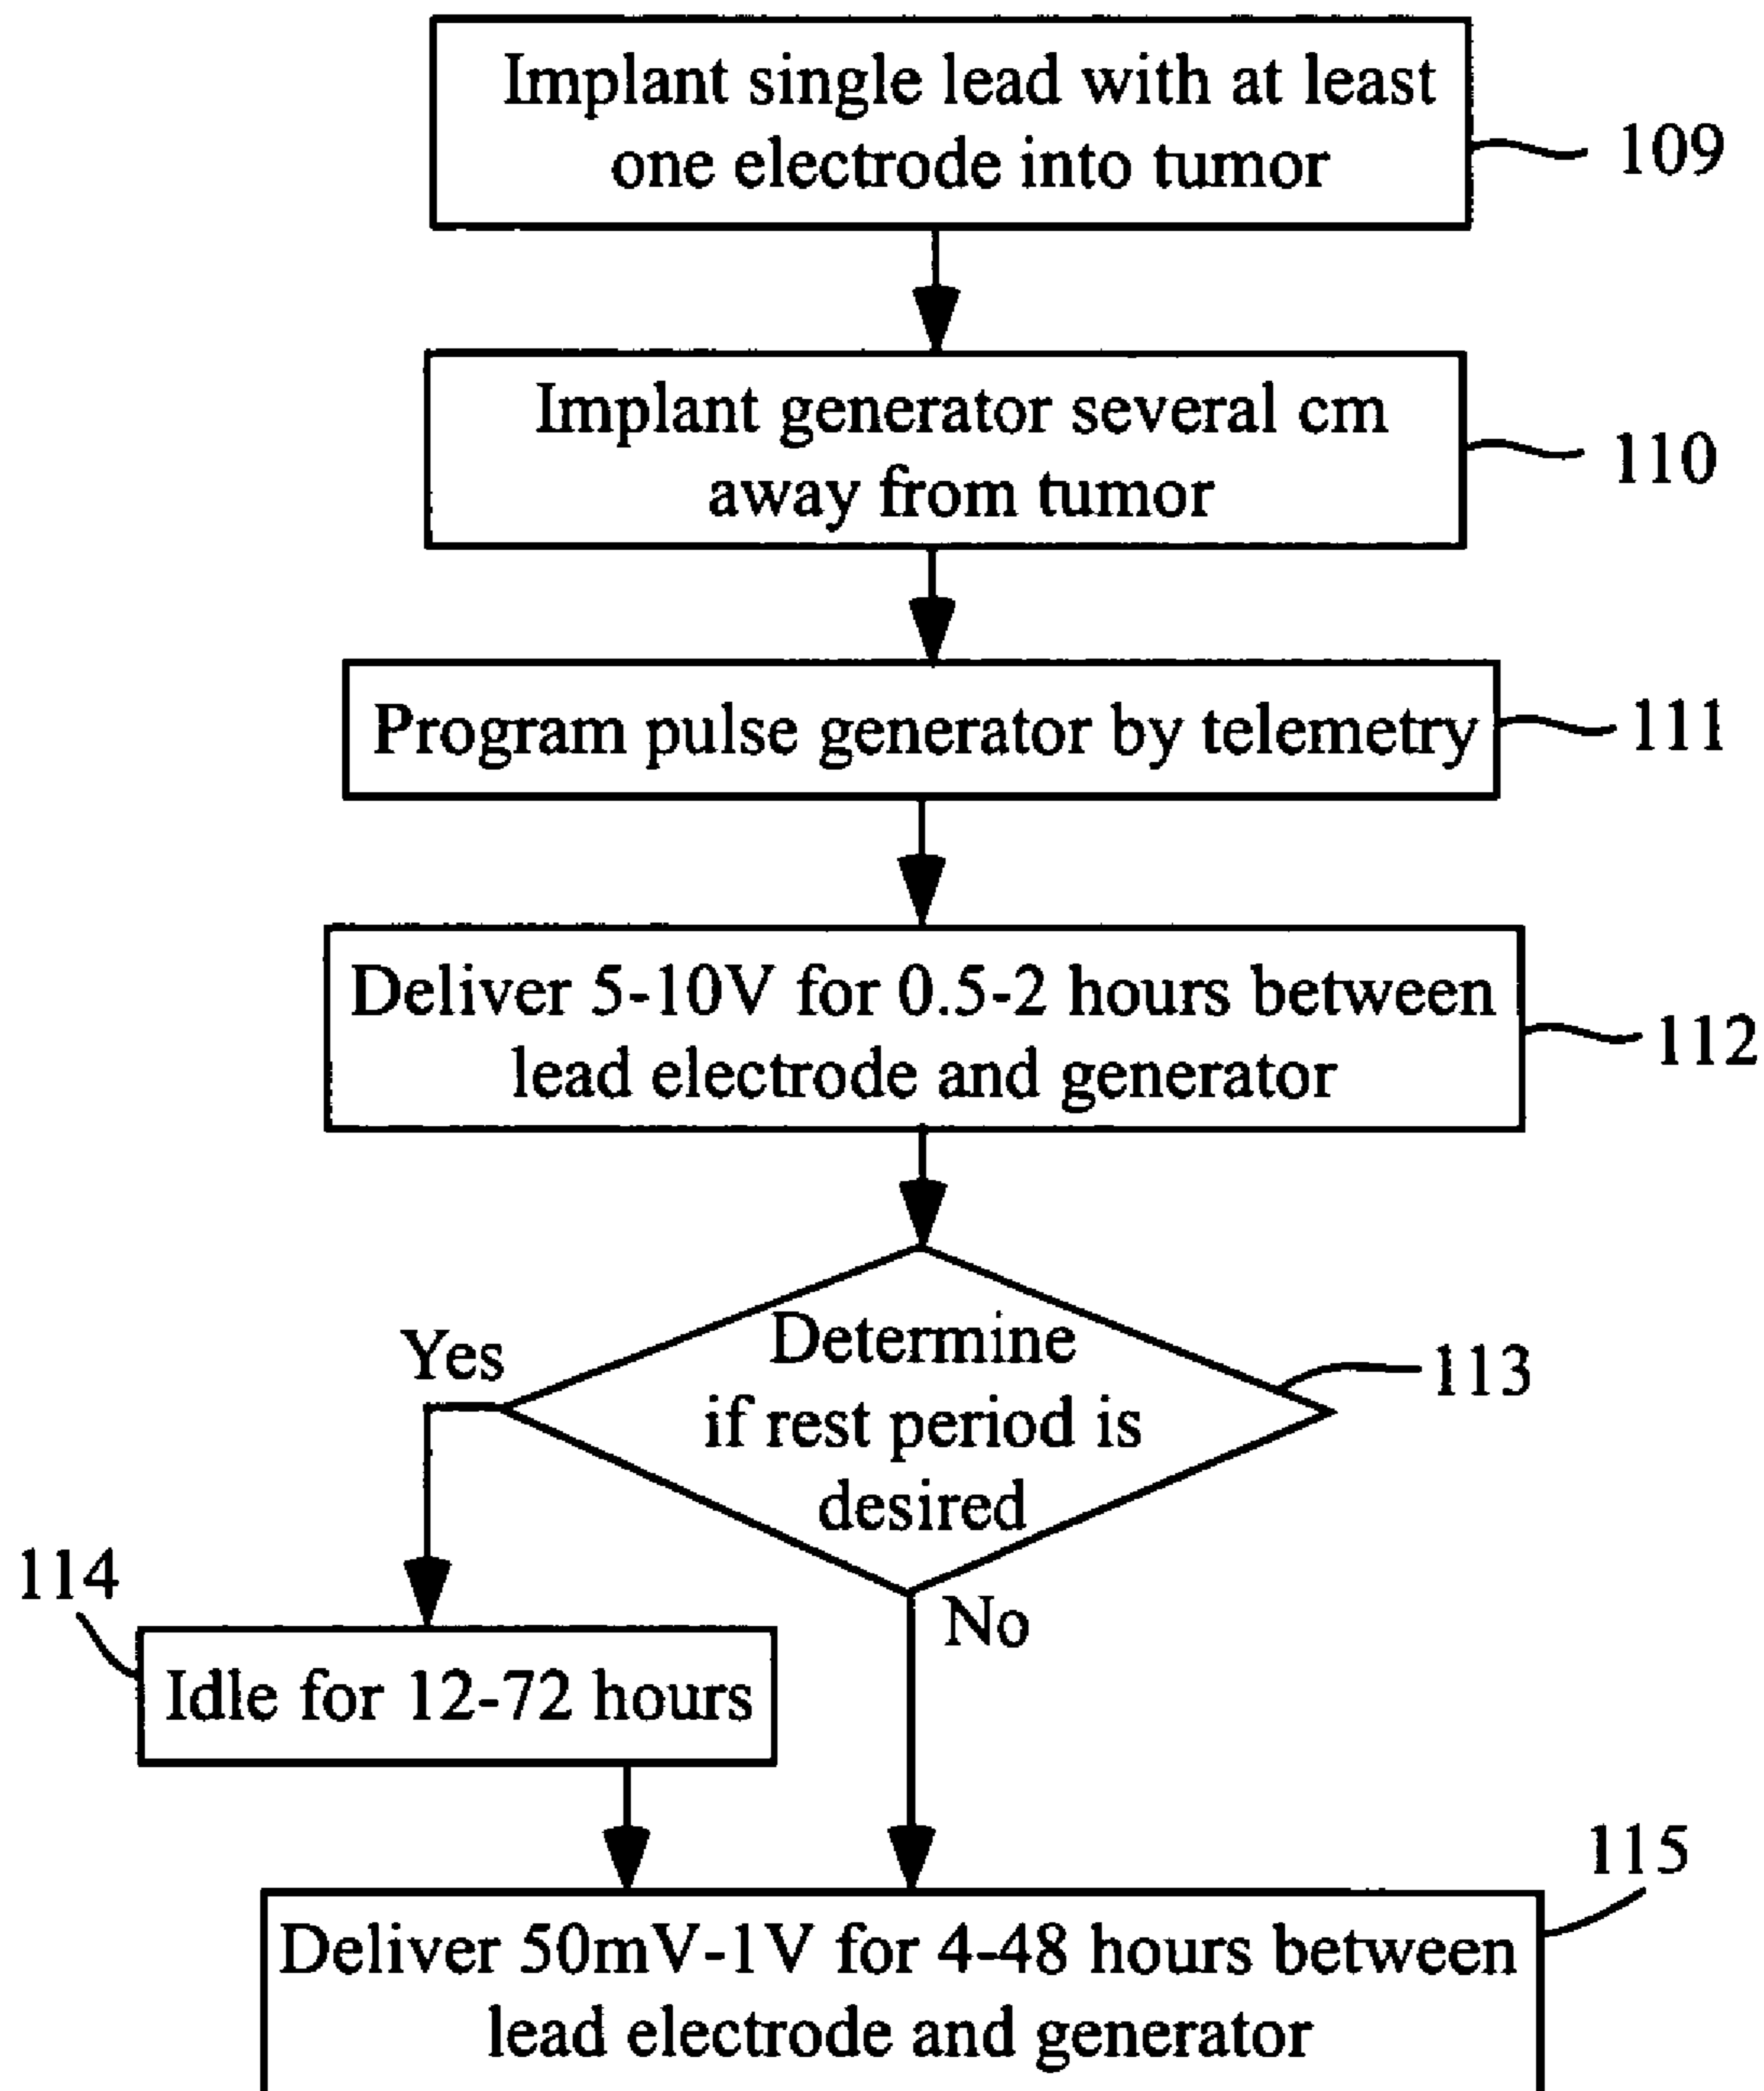 Implant single lead with at least
one electrode into tumor
109
Implant generator several cm
away from tumor
110
Program pulse generator by telemetry
111
Deliver 5-10V for 0.5-2 hours between
lead electrode and generator
112
Determine
if rest period is
desired
113
Yes
No
114
Idle for 12-72 hours
115
Deliver 50mV-1V for 4-48 hours between
lead electrode and generator